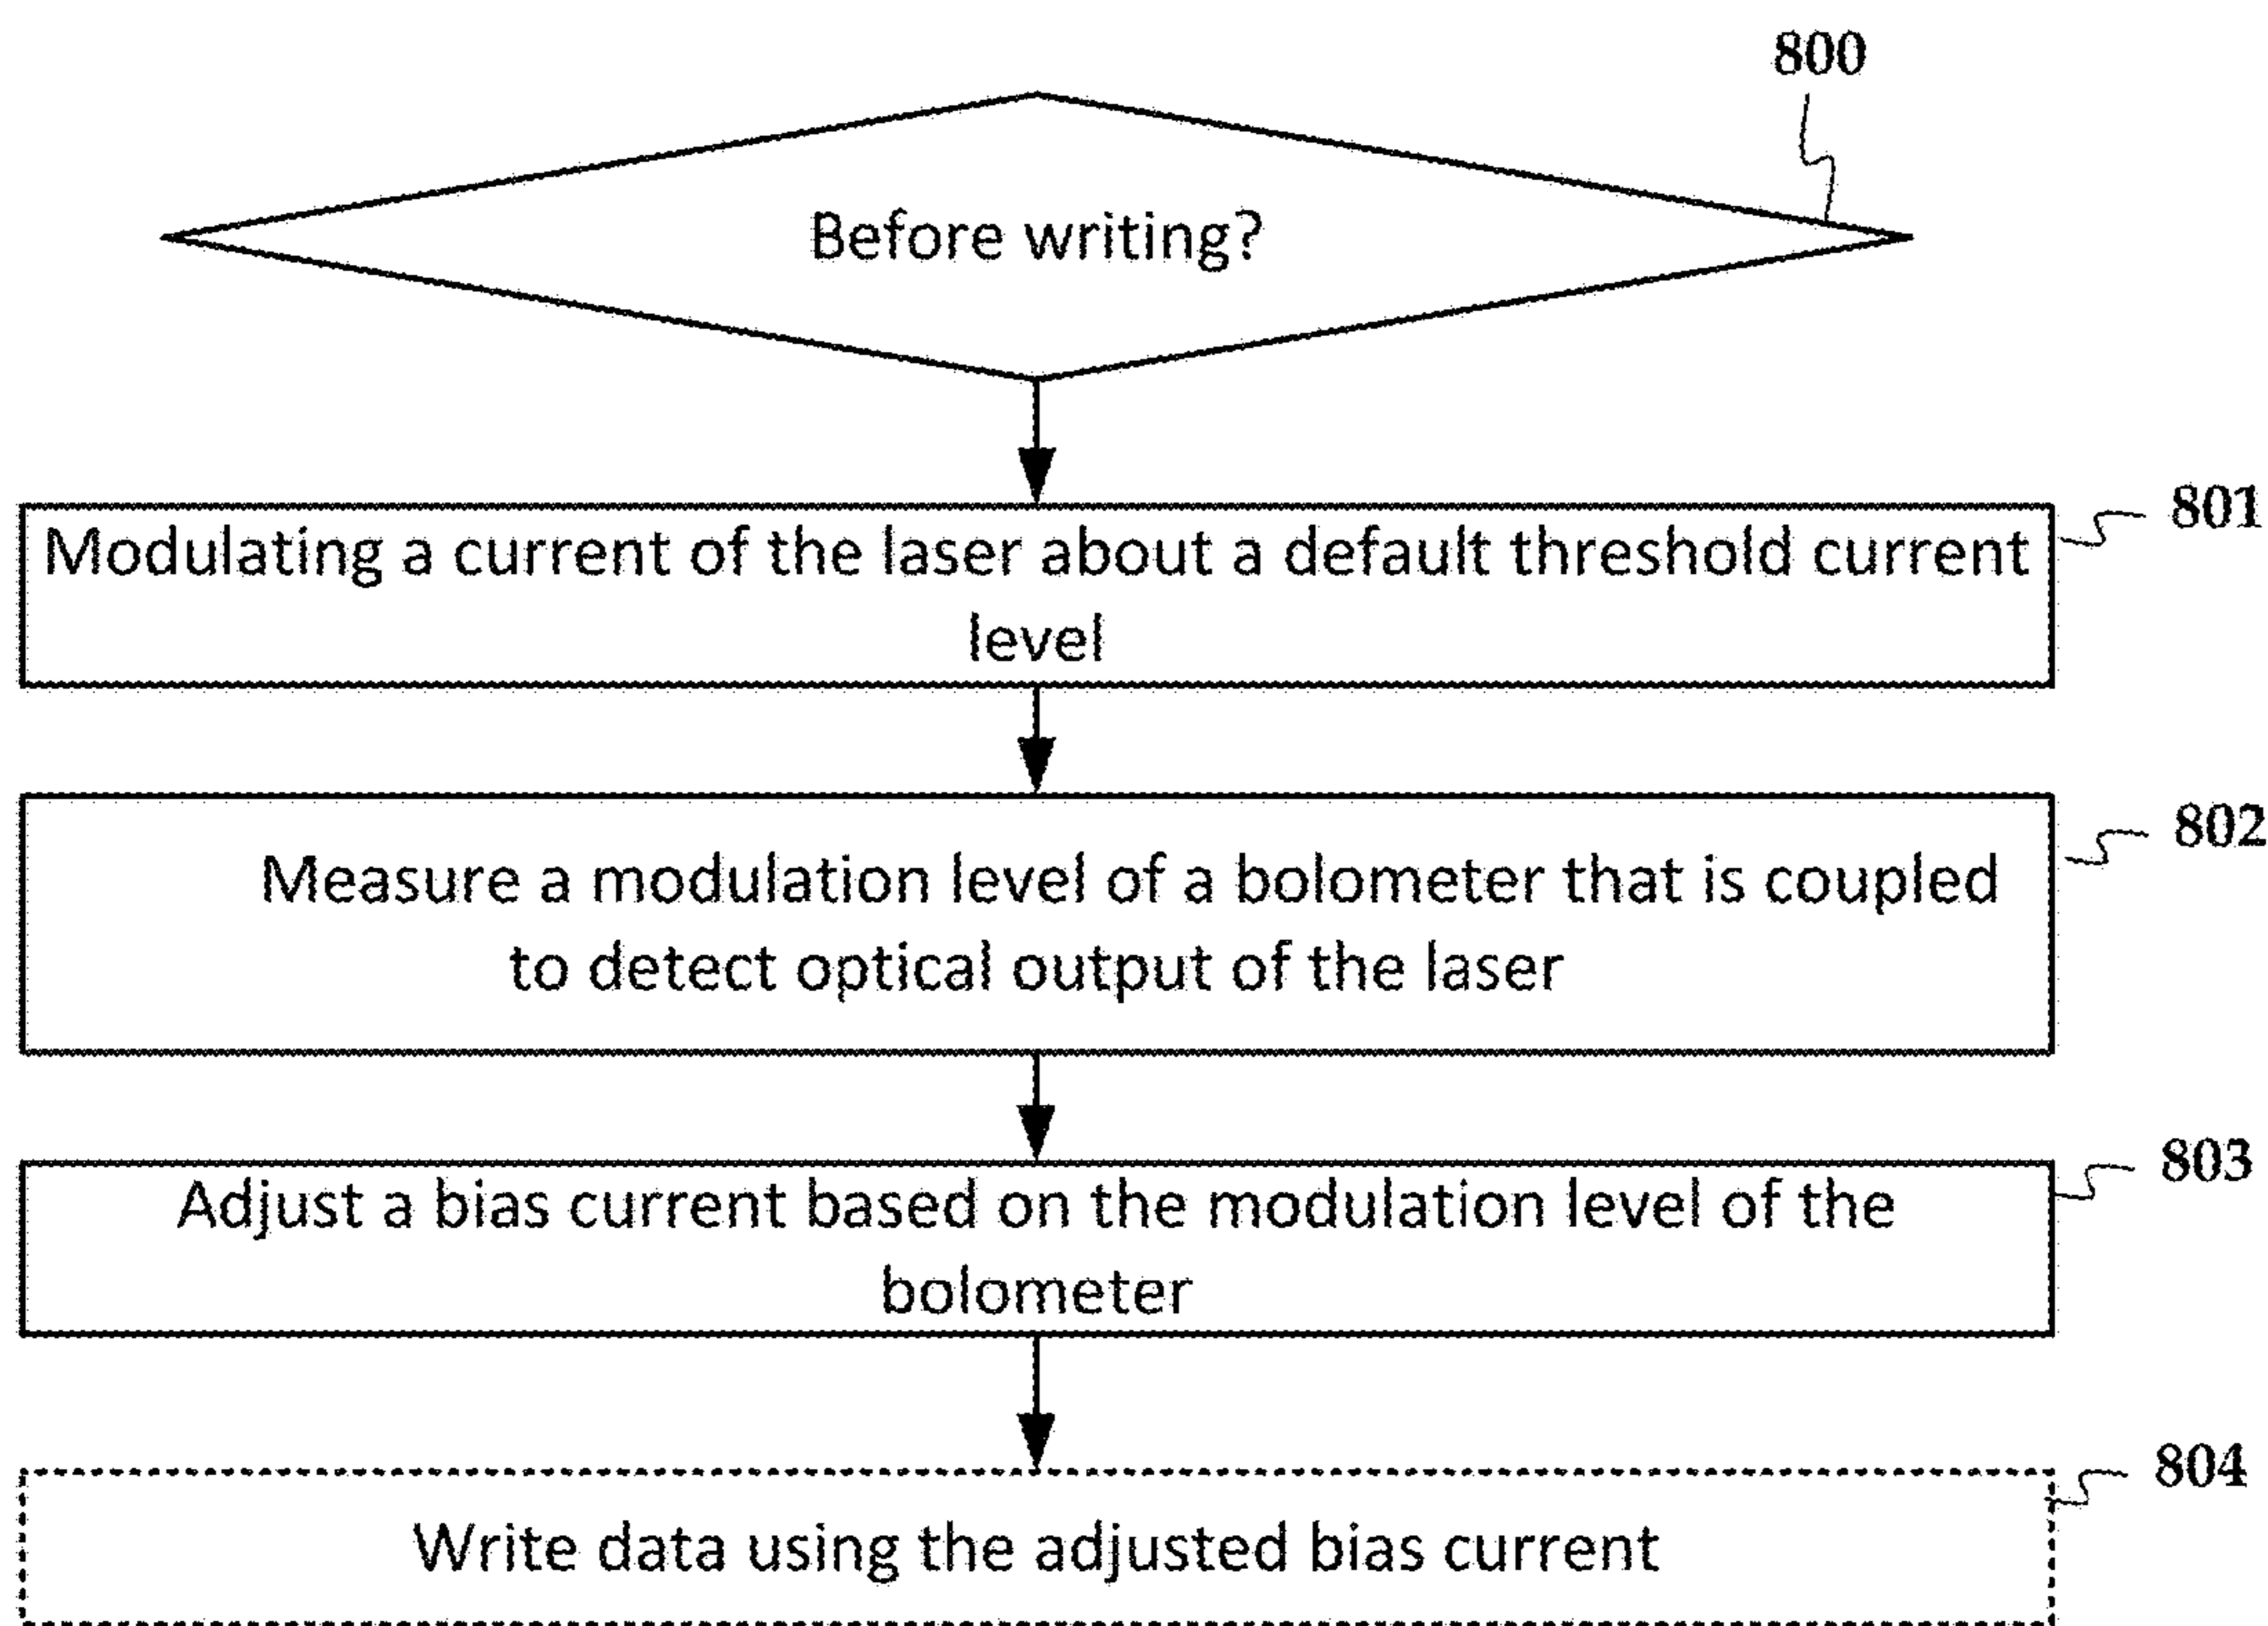 800
Before writing?
801
Modulating a current of the laser about a default threshold current
level
802
Measure a modulation level of a bolometer that is coupled
to detect optical output of the laser
803
Adjust a bias current based on the modulation level of the
bolometer
804
Write data using the adjusted bias current